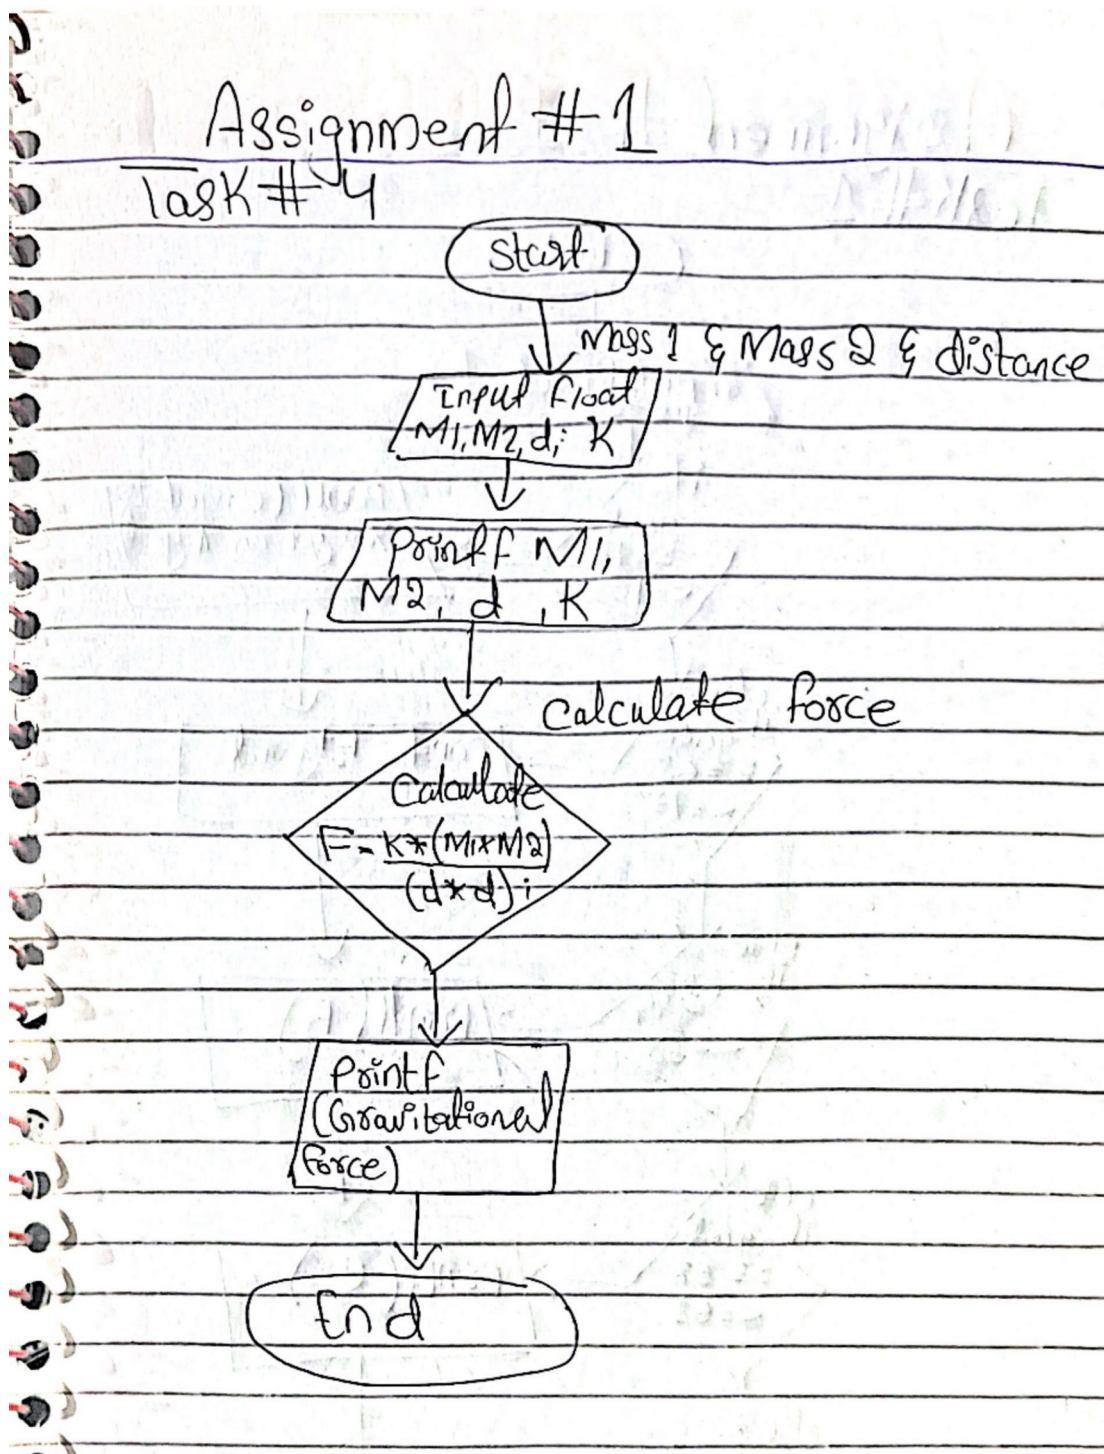 Assignment # 1
Task # 4
Start
Mass 1 & Mass 2 & distance
Input float
M1, M2, d; K
Printf M1,
M2, d , K
Calculate force
Calculate
F = K*(M1*M2)
(d*d);
Printf
(Gravitational
force)
End